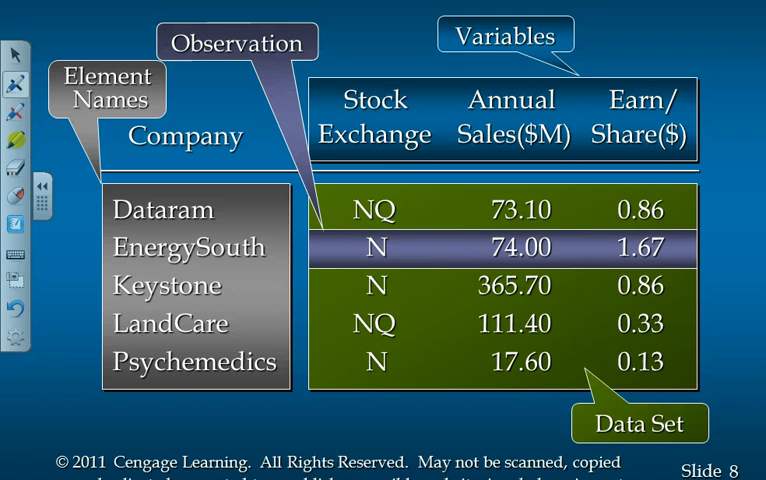 Observation
Variables
Element
Names
Company
Stock
Exchange
Annual
Sales($M)
Earn/
Share($)
Dataram NQ 73.10 0.86
EnergySouth N 74.00 1.67
Keystone N 365.70 0.86
LandCare NQ 111.40 0.33
Psychemedics N 17.60 0.13
Data Set
© 2011 Cengage Learning. All Rights Reserved. May not be scanned, copied
Slide 8